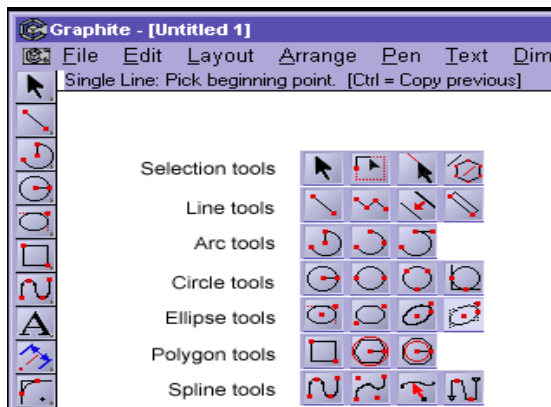 Graphite - [Untitled 1]
File Edit Layout Arrange Pen Text Dim
Single Line: Pick beginning point. [Ctrl = Copy previous]
Selection tools
Line tools
Arc tools
Circle tools
Ellipse tools
Polygon tools
Spline tools
A